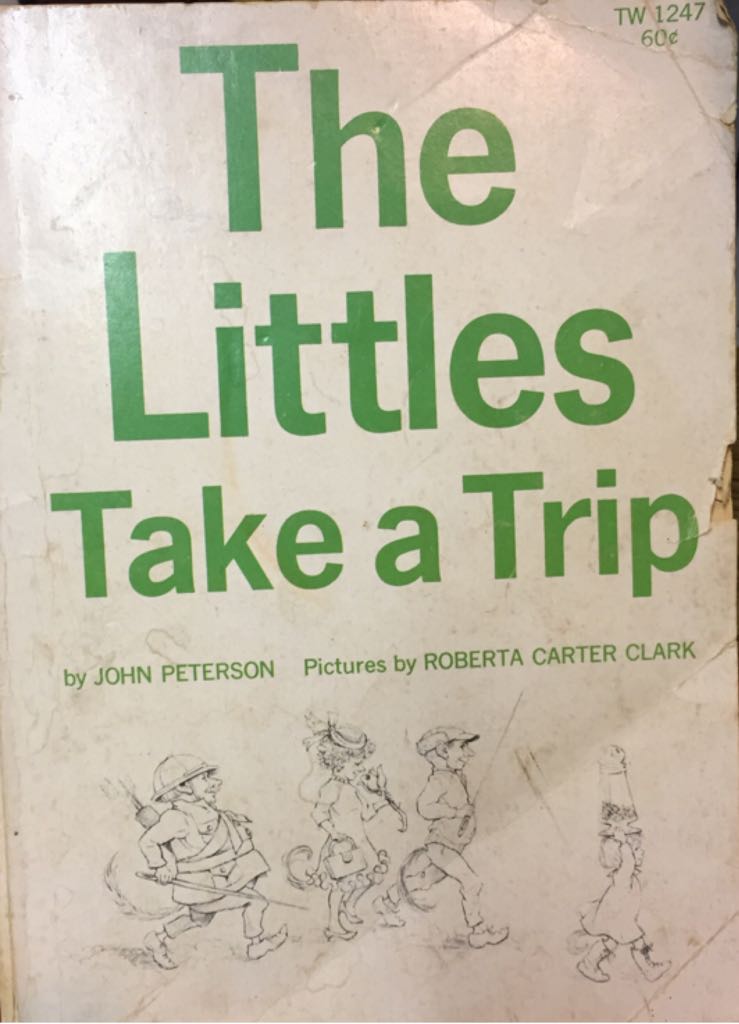 TW 1247
60¢
The
Littles
Take a Trip
by JOHN PETERSON Pictures by ROBERTA CARTER CLARK